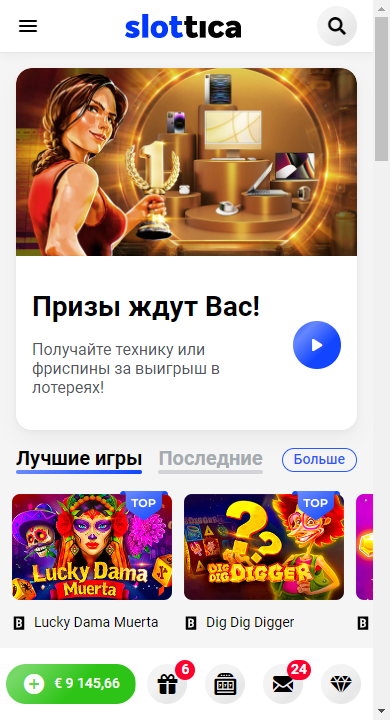 slottica
Призы ждут Вас!
Получайте технику или
фриспины за выигрыш в
лотереях!
Лучшие игры
Последние
Больше
TOP
TOP
Lucky Dama
Muerta
DIG
DIG
DIGGER
B Lucky Dama Muerta
B Dig Dig Digger
B
€ 9 145,66
6
24